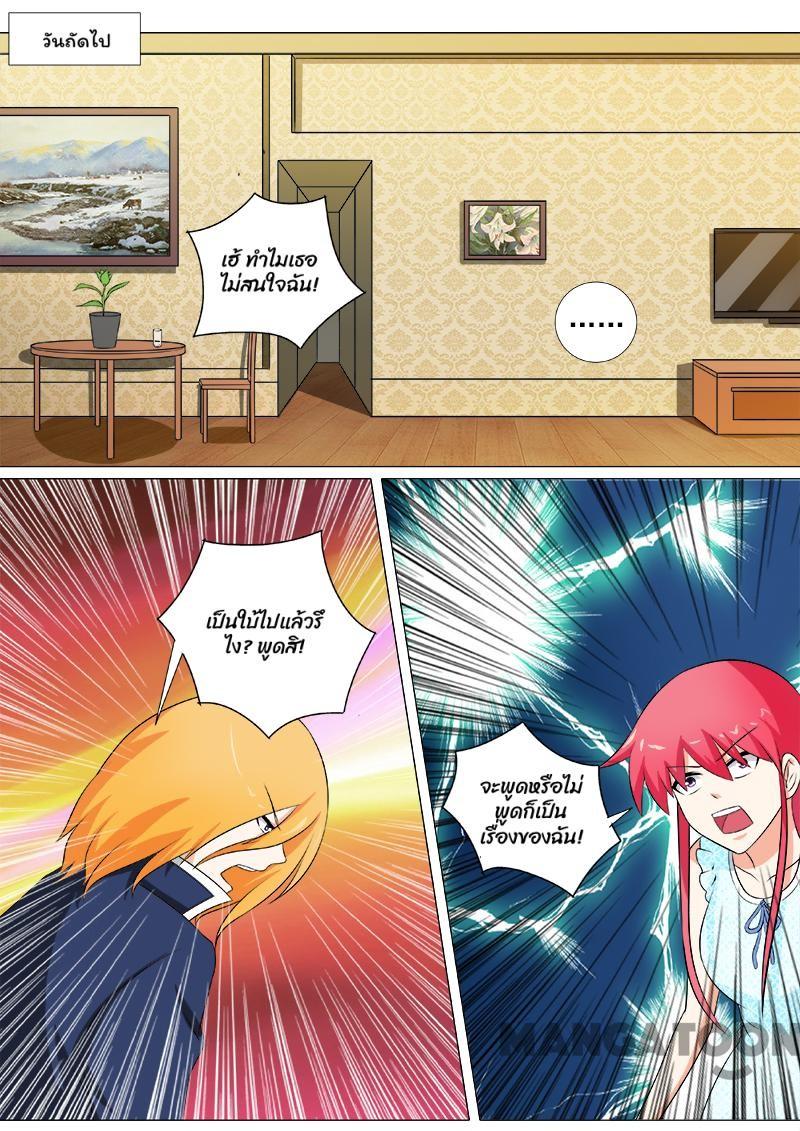 วันถัดไป
เฮ้ ทำไมเธอ
ไม่สนใจฉัน!
......
เป็นใบ้ไปแล้วรึ
ไง? พูดสิ!
จะพูดหรือไม่
พูดก็เป็น
เรื่องของฉัน!
MANGATOON